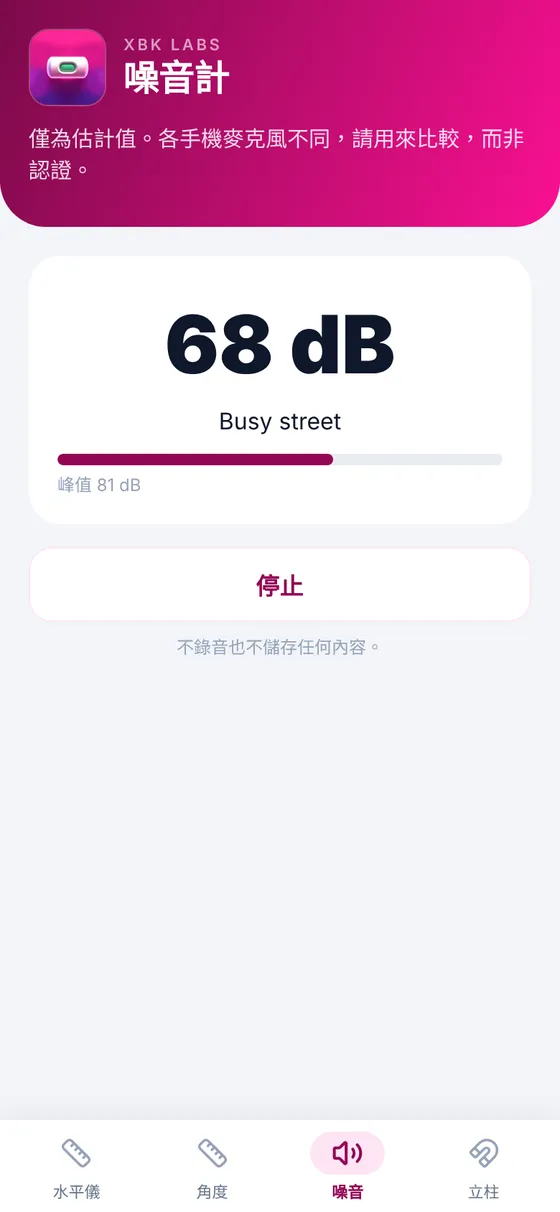 XBK LABS
噪音計
僅為估計值。各手機麥克風不同，請用來比較，而非
認證。
68 dB
Busy street
峰值 81 dB
停止
不錄音也不儲存任何內容。
水平儀
角度
噪音
立柱